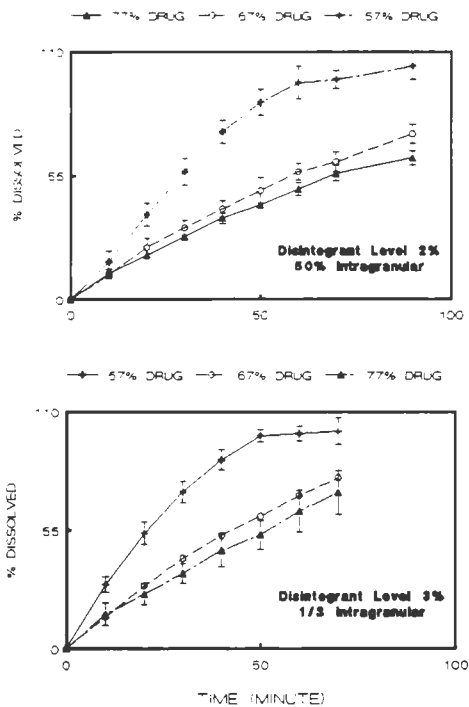 77% DRUG 67% DRUG 57% DRUG
110
% DISSOLVED
55
Disintegrant Level 2%
50% Intragranular
0
0 50 100
57% DRUG 67% DRUG 77% DRUG
110
% DISSOLVED
55
Disintegrant Level 3%
1/3 Intragranular
0
0 50 100
TIME (MINUTE)